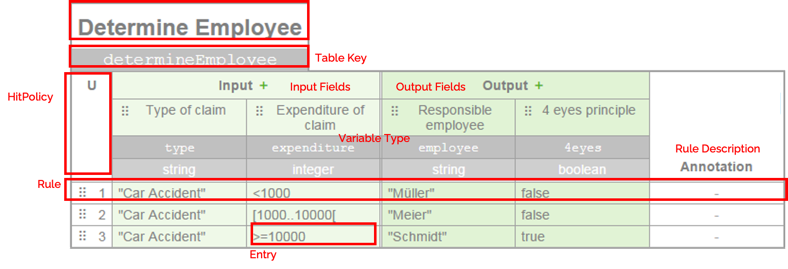 Determine Employee
determineEmployee Table Key
HitPolicy U Input + Input Fields Output Fields Output +
Type of claim Expenditure of claim Responsible employee 4 eyes principle
Variable Type
type expenditure employee 4eyes Rule Description
string integer string boolean Annotation
Rule 1 "Car Accident" <1000 "Müller" false -
2 "Car Accident" [1000..10000[ "Meier" false -
3 "Car Accident" >=10000 "Schmidt" true -
Entry